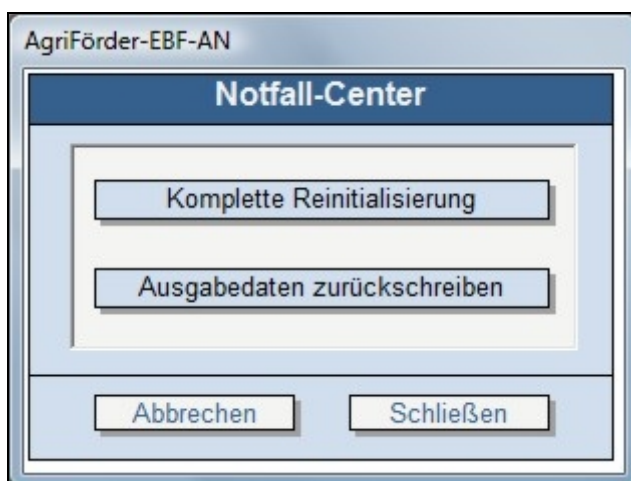 AgriFörder-EBF-AN
Notfall-Center
Komplette Reinitialisierung
Ausgabedaten zurückschreiben
Abbrechen
Schließen